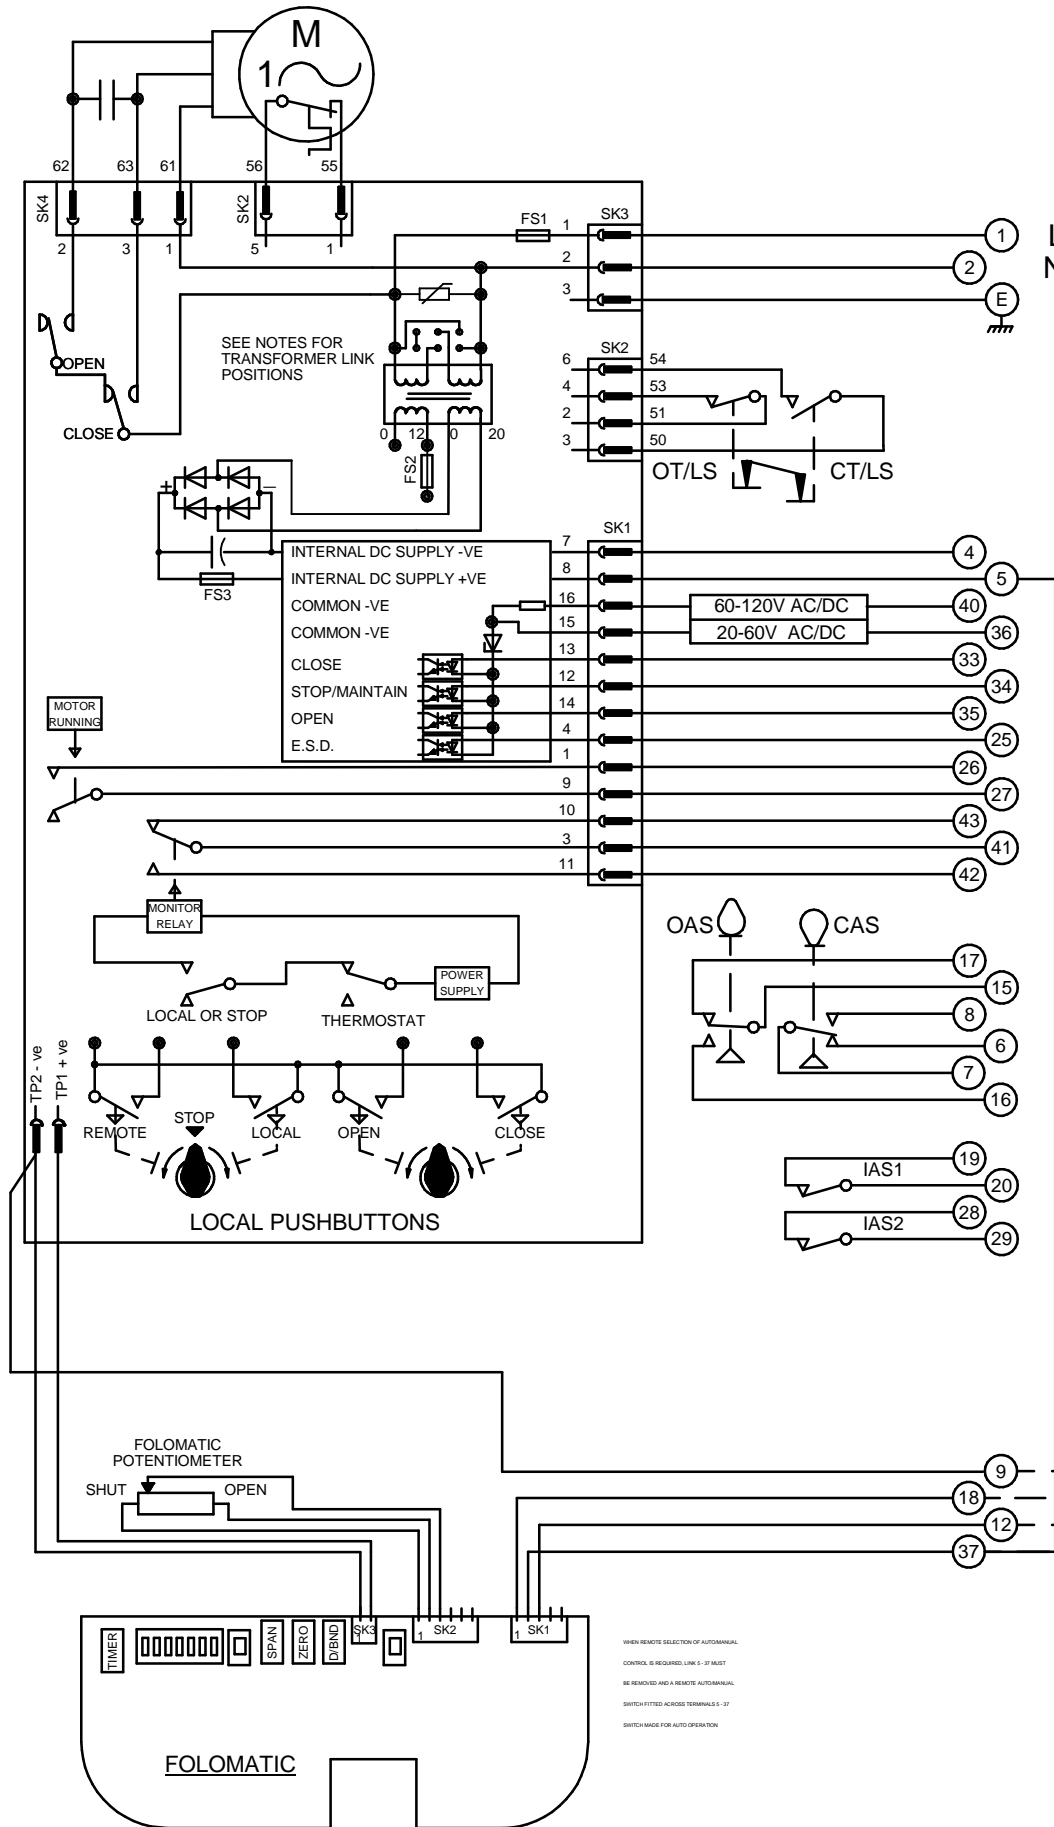 M
1
62
63
61
56
55
SK4
SK2
2
3
1
5
1
FS1
1
SK3
1
L
2
2
N
3
E
SEE NOTES FOR
TRANSFORMER LINK
POSITIONS
OPEN
CLOSE
0
12
0
20
FS2
SK2
6
54
4
53
2
51
3
50
OT/LS
CT/LS
+
–
FS3
SK1
INTERNAL DC SUPPLY -VE
7
4
INTERNAL DC SUPPLY +VE
8
5
COMMON -VE
16
60-120V AC/DC
40
COMMON -VE
15
20-60V AC/DC
36
CLOSE
13
33
STOP/MAINTAIN
12
34
OPEN
14
35
E.S.D.
4
25
1
26
9
27
10
43
3
41
11
42
MOTOR
RUNNING
MONITOR
RELAY
POWER
SUPPLY
LOCAL OR STOP
THERMOSTAT
OAS
CAS
17
15
8
6
7
16
TP2 - ve
TP1 + ve
REMOTE
STOP
LOCAL
OPEN
CLOSE
LOCAL PUSHBUTTONS
IAS1
19
20
IAS2
28
29
FOLOMATIC
POTENTIOMETER
SHUT
OPEN
9
18
12
37
TIMER
SPAN
ZERO
D/BND
SK3
1
SK2
1
SK1
1
FOLOMATIC
WHEN REMOTE SELECTION OF AUTO/MANUAL
CONTROL IS REQUIRED, LINK 5 - 37 MUST
BE REMOVED AND A REMOTE AUTO/MANUAL
SWITCH FITTED ACROSS TERMINALS 5 - 37
SWITCH MADE FOR AUTO OPERATION